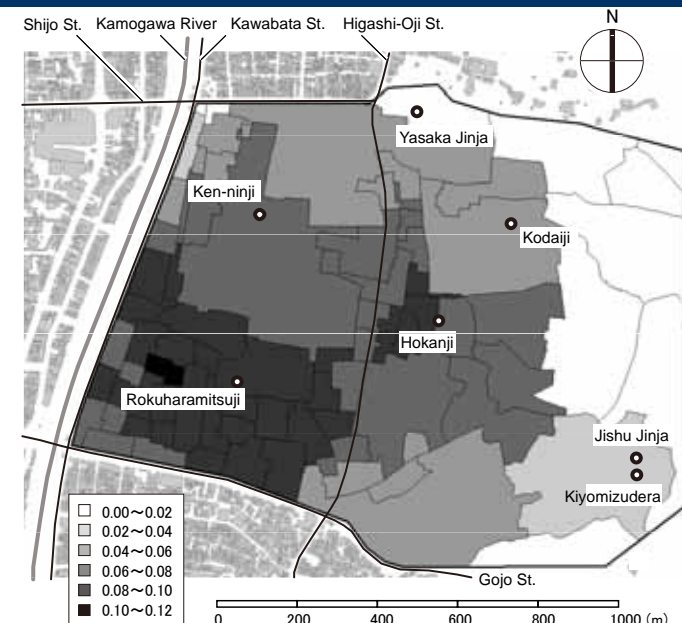 Shijo St. Kamogawa River Kawabata St. Higashi-Oji St.
N
Yasaka Jinja
Ken-ninji
Kodaiji
Hokanji
Rokuharamitsuji
Jishu Jinja
Kiyomizudera
0.00～0.02
0.02～0.04
0.04～0.06
0.06～0.08
0.08～0.10
0.10～0.12
Gojo St.
0 200 400 600 800 1000 (m)